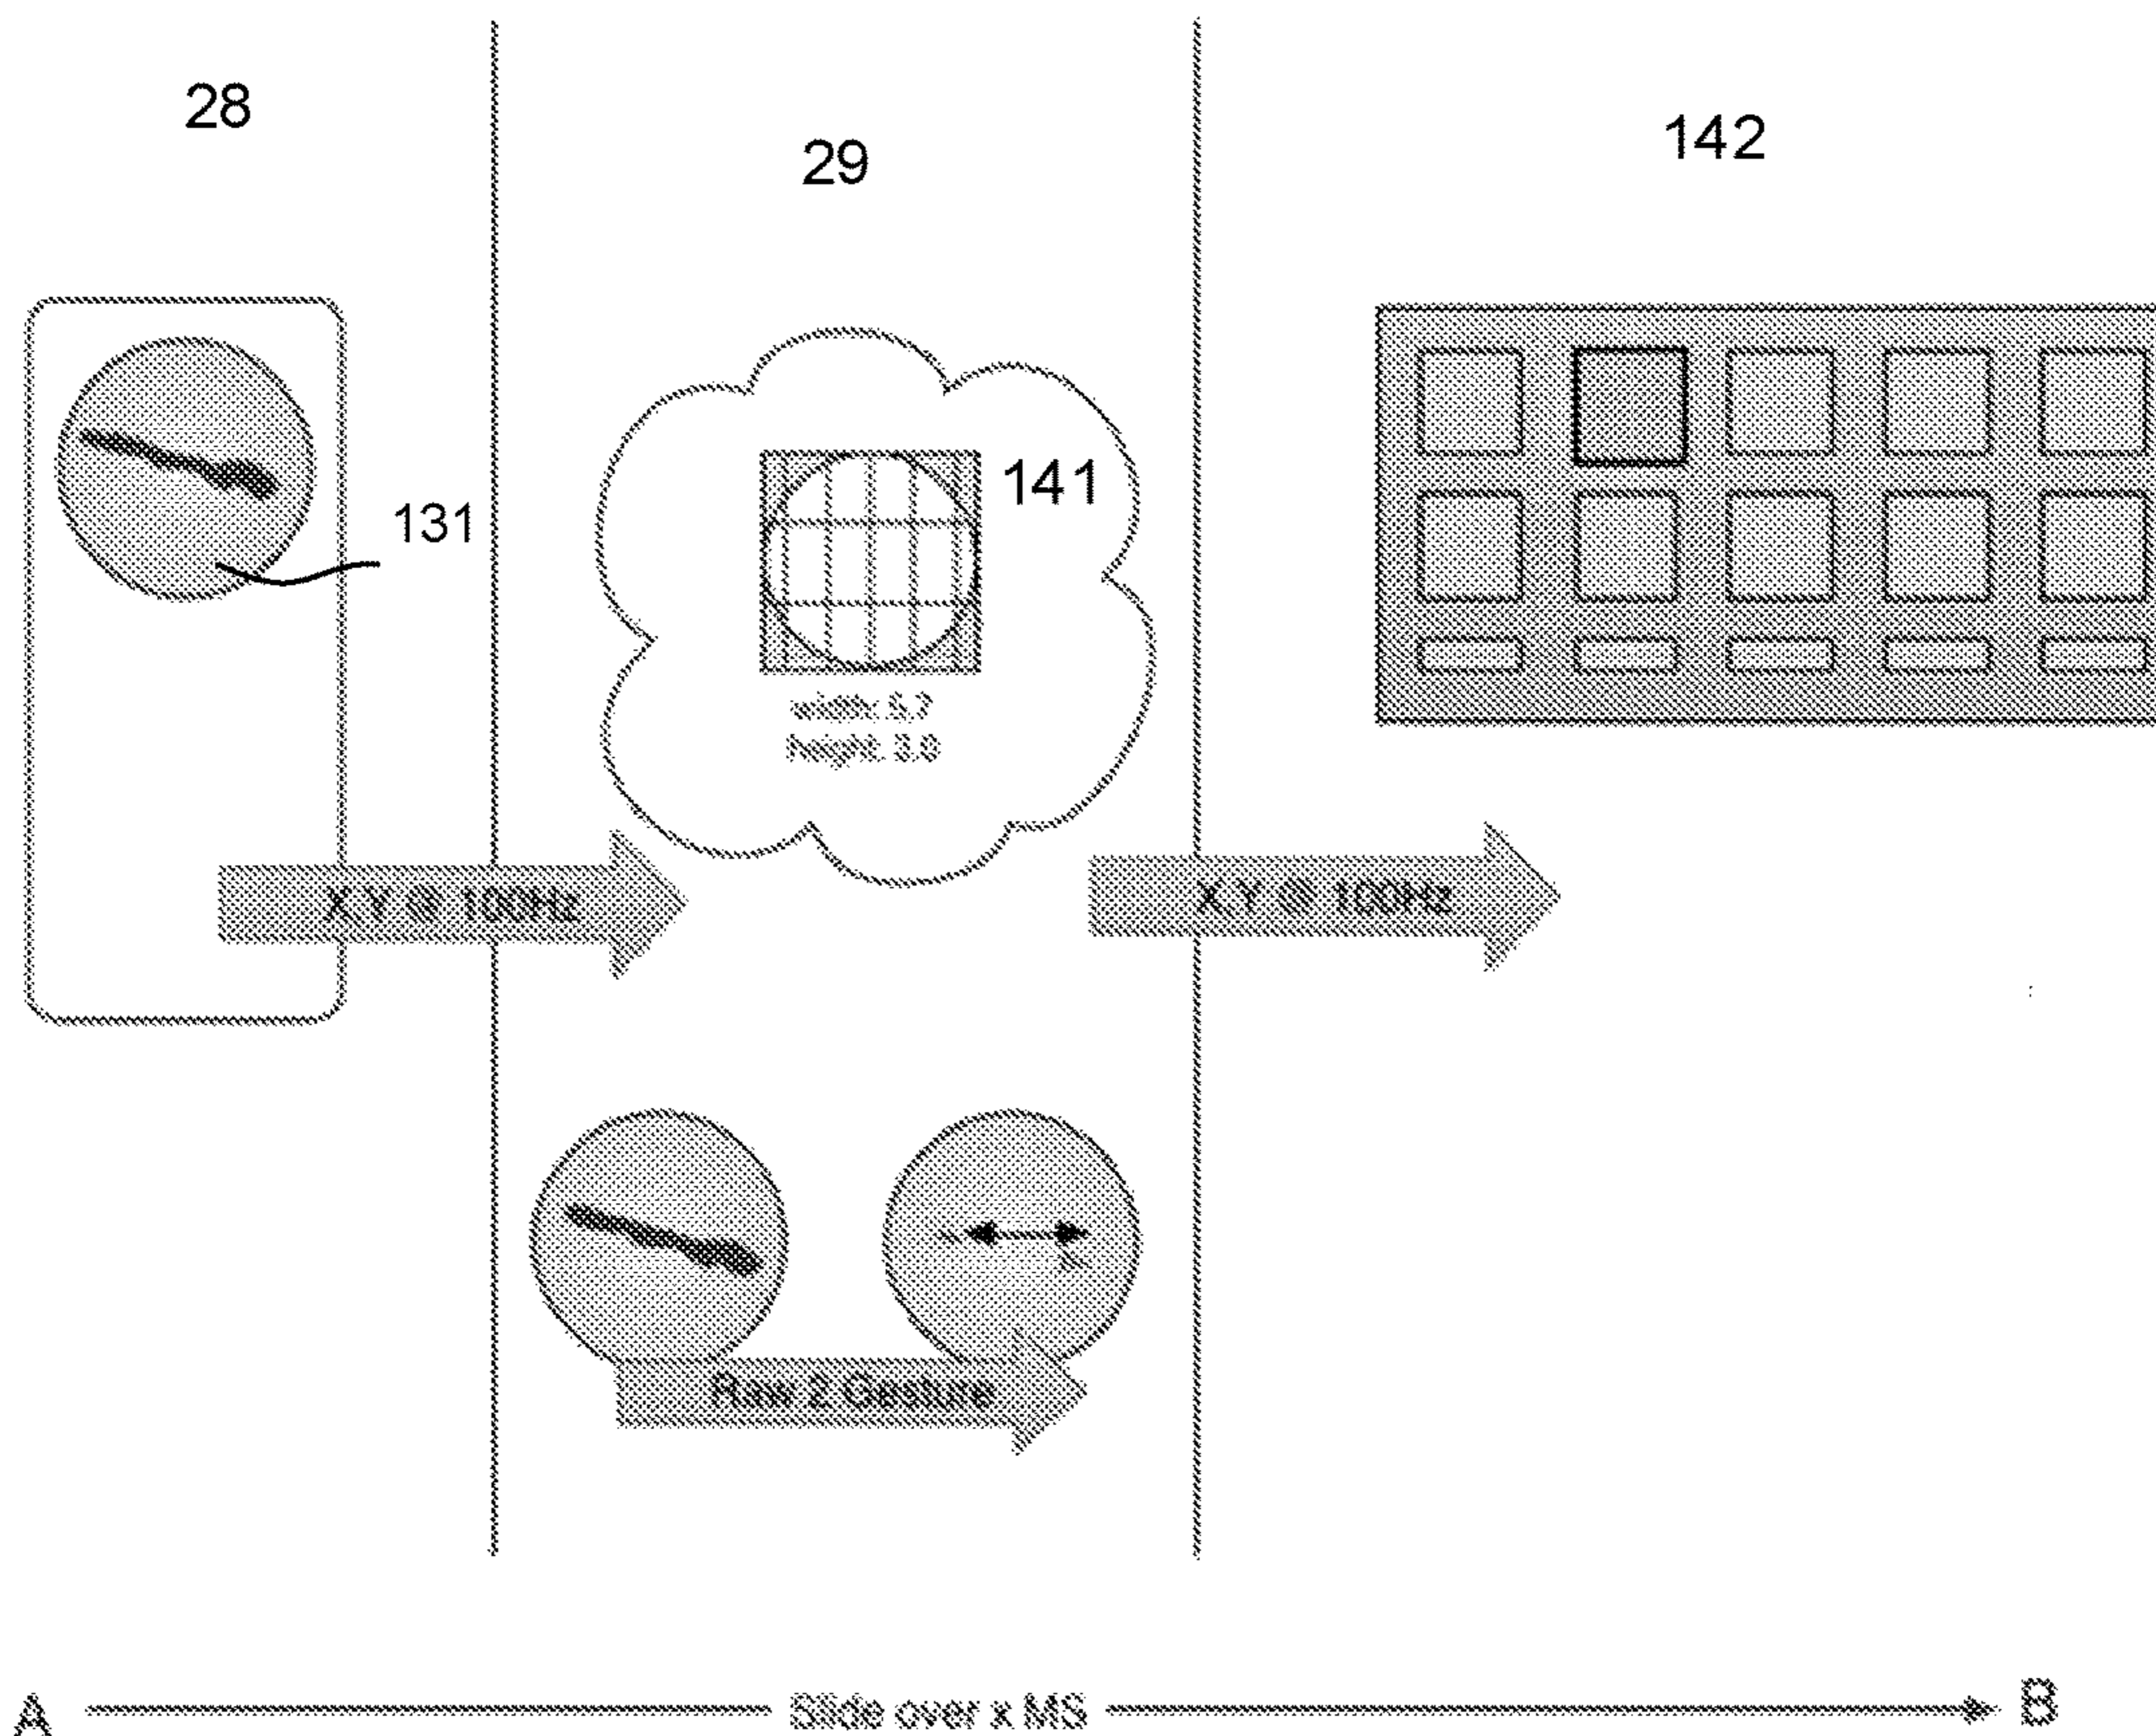 28
29
142
141
131
width: 5.7
height: 3.0
X,Y @ 100Hz
X,Y @ 100Hz
Raw 2 Gesture
A
Slide over x MS
B